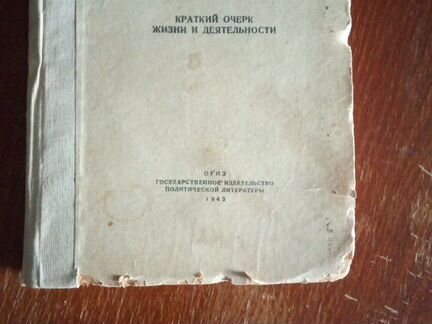 КРАТКИЙ ОЧЕРК
ЖИЗНИ И ДЕЯТЕЛЬНОСТИ
ОГИЗ
ГОСУДАРСТВЕННОЕ ИЗДАТЕЛЬСТВО
ПОЛИТИЧЕСКОЙ ЛИТЕРАТУРЫ
1945